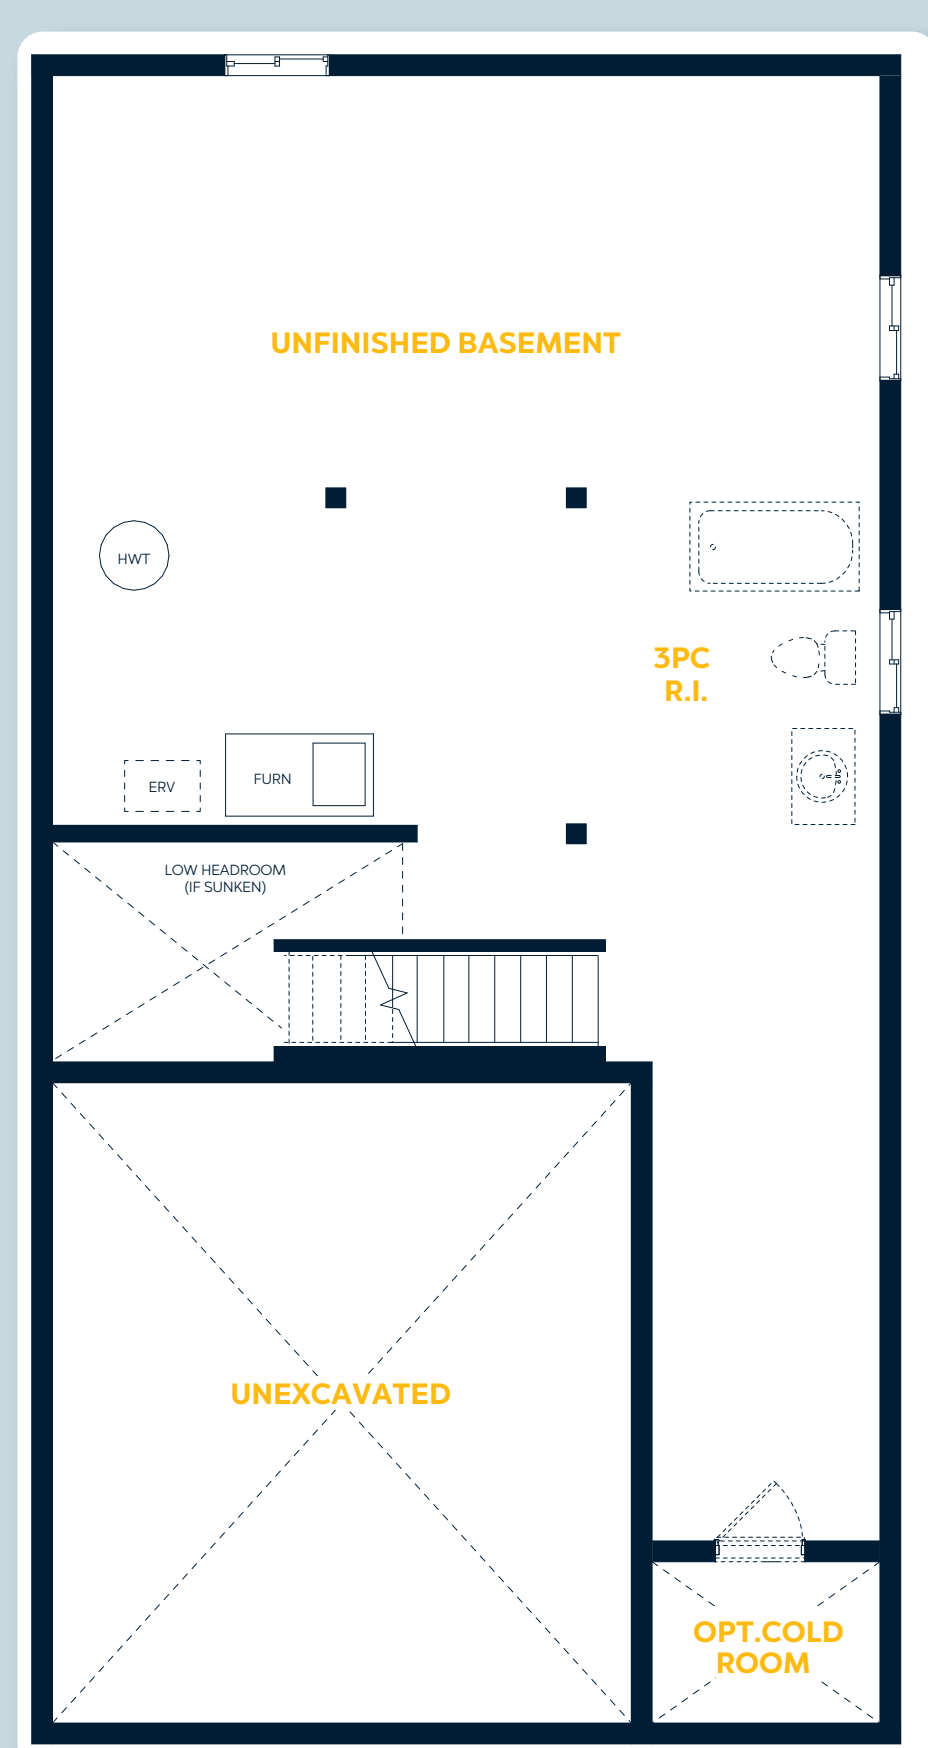 UNFINISHED BASEMENT
HWT
3PC
R.I.
FURN
ERV
LOW HEADROOM
(IF SUNKEN)
UNEXCAVATED
OPT.COLD
ROOM